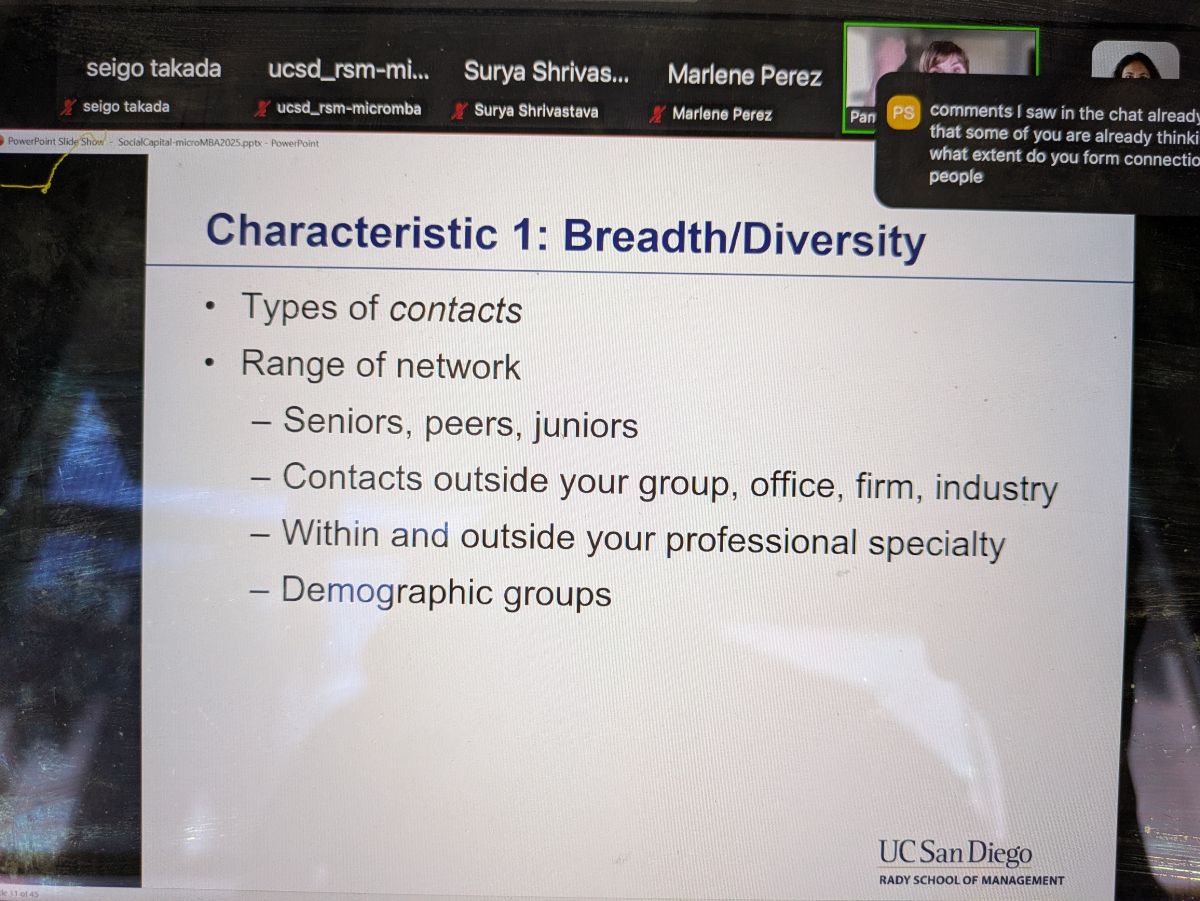 seigo takada
ucsd_rsm-mi...
Surya Shrivas...
Marlene Perez
seigo takada
ucsd_rsm-micromba
Surya Shrivastava
Marlene Perez
Pam
PS
comments I saw in the chat already
that some of you are already thinki
what extent do you form connectio
people
PowerPoint Slide Show - SocialCapital-microMBA2025.pptx - PowerPoint
Characteristic 1: Breadth/Diversity
• Types of contacts
• Range of network
– Seniors, peers, juniors
– Contacts outside your group, office, firm, industry
– Within and outside your professional specialty
– Demographic groups
UC San Diego
RADY SCHOOL OF MANAGEMENT
of 45